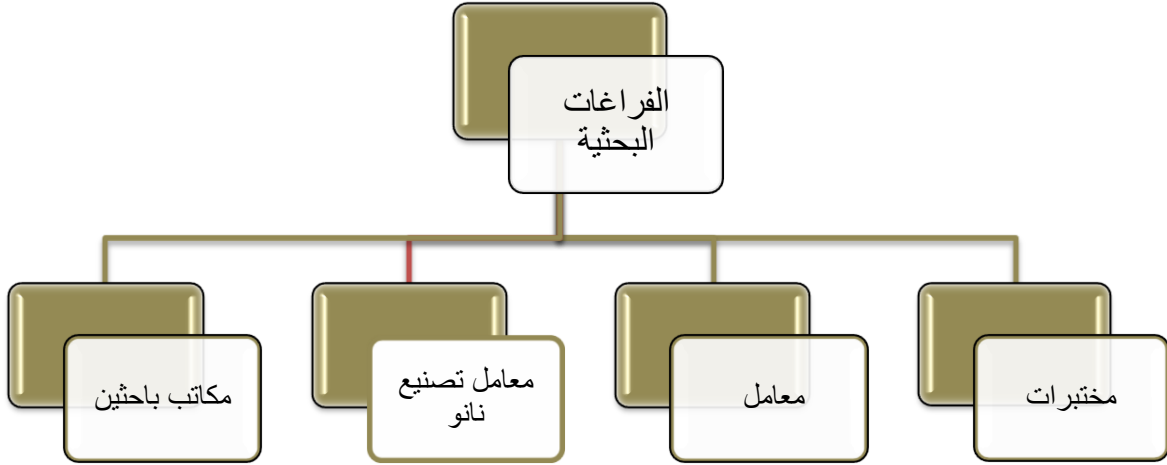 الفراغات
البحثية
مختبرات
معامل
معامل تصنيع
نانو
مكاتب باحثين